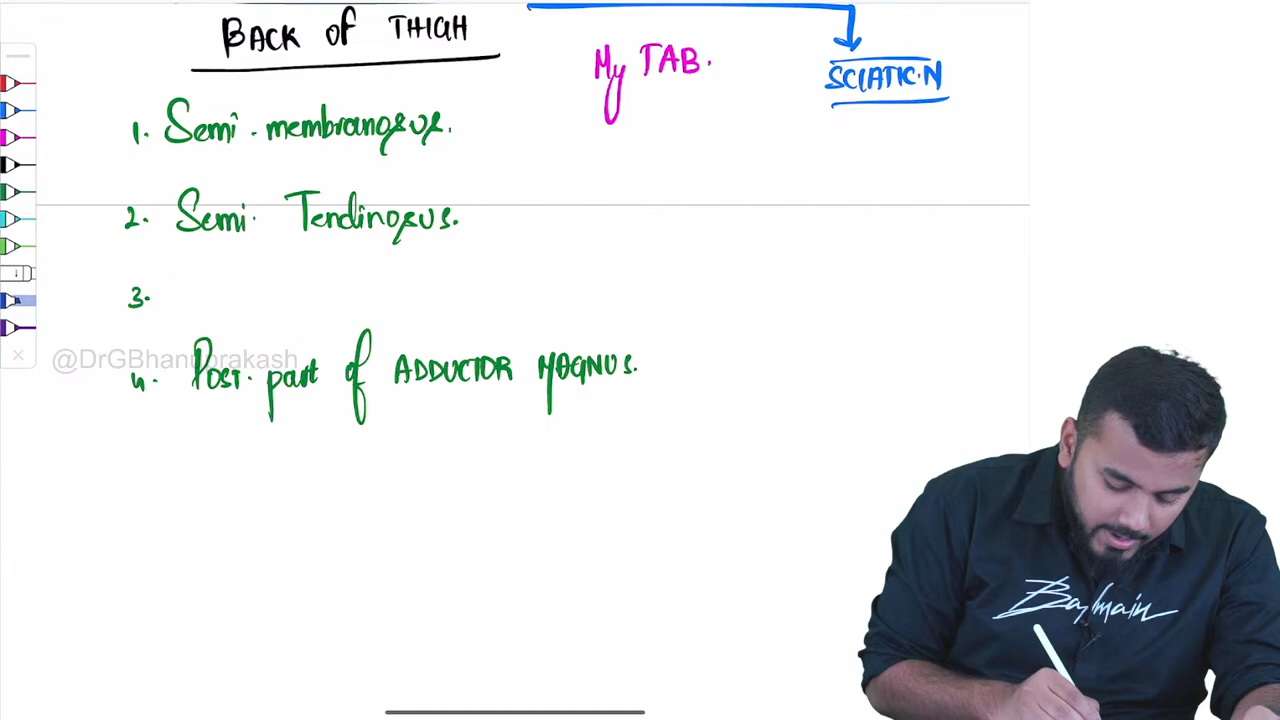 BACK OF THIGH
My TAB.
SCIATIC.N
1. Semi. membranosus.
2. Semi. Tendinosus.
3.
@DrGBhanuprakash
4. Post. part of ADDUCTOR MAGNUS.
Balmain